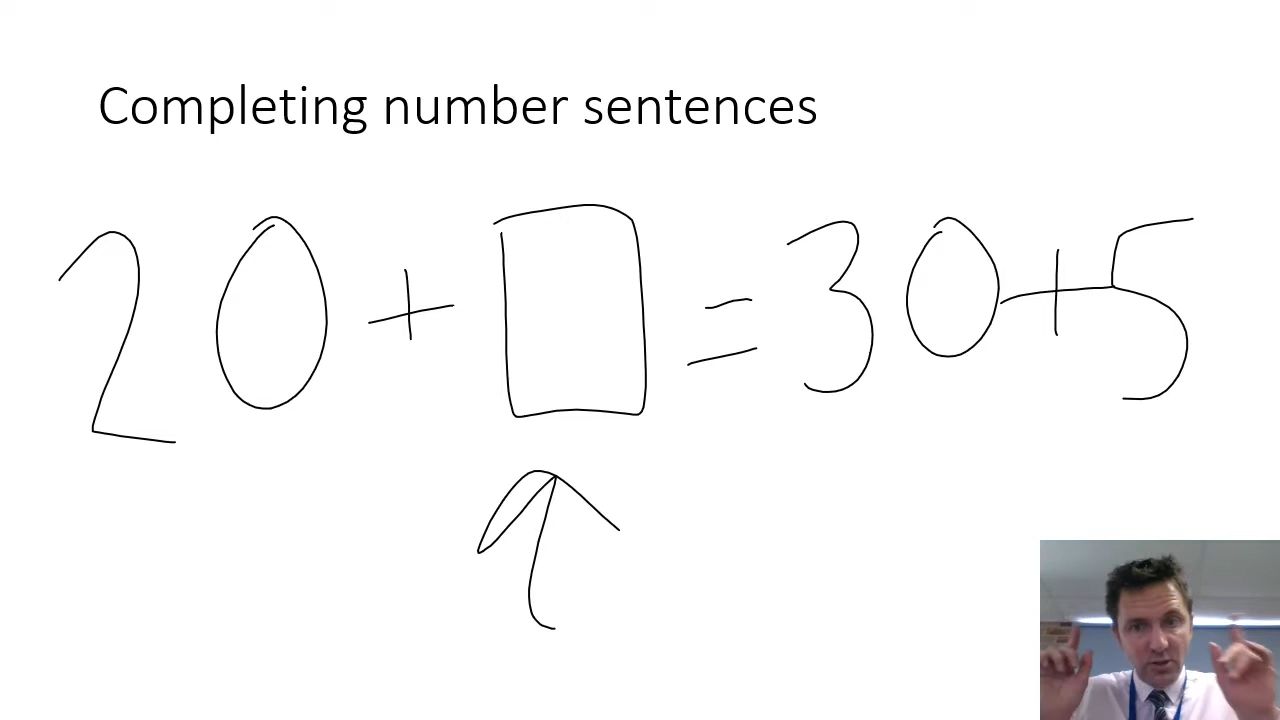 Completing number sentences
20 + □ = 30 + 5